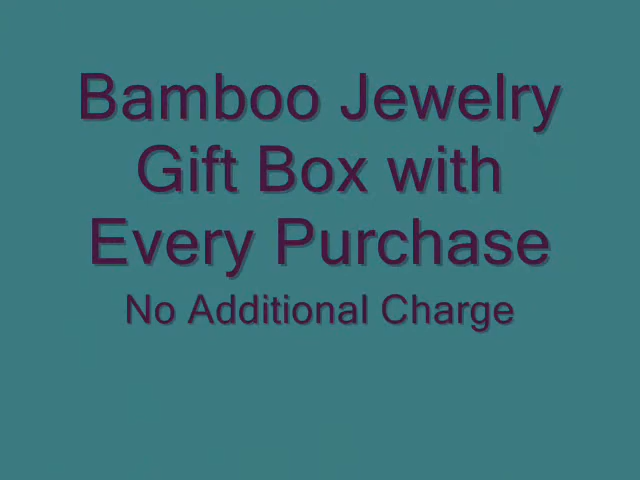 Bamboo Jewelry
Gift Box with
Every Purchase
No Additional Charge